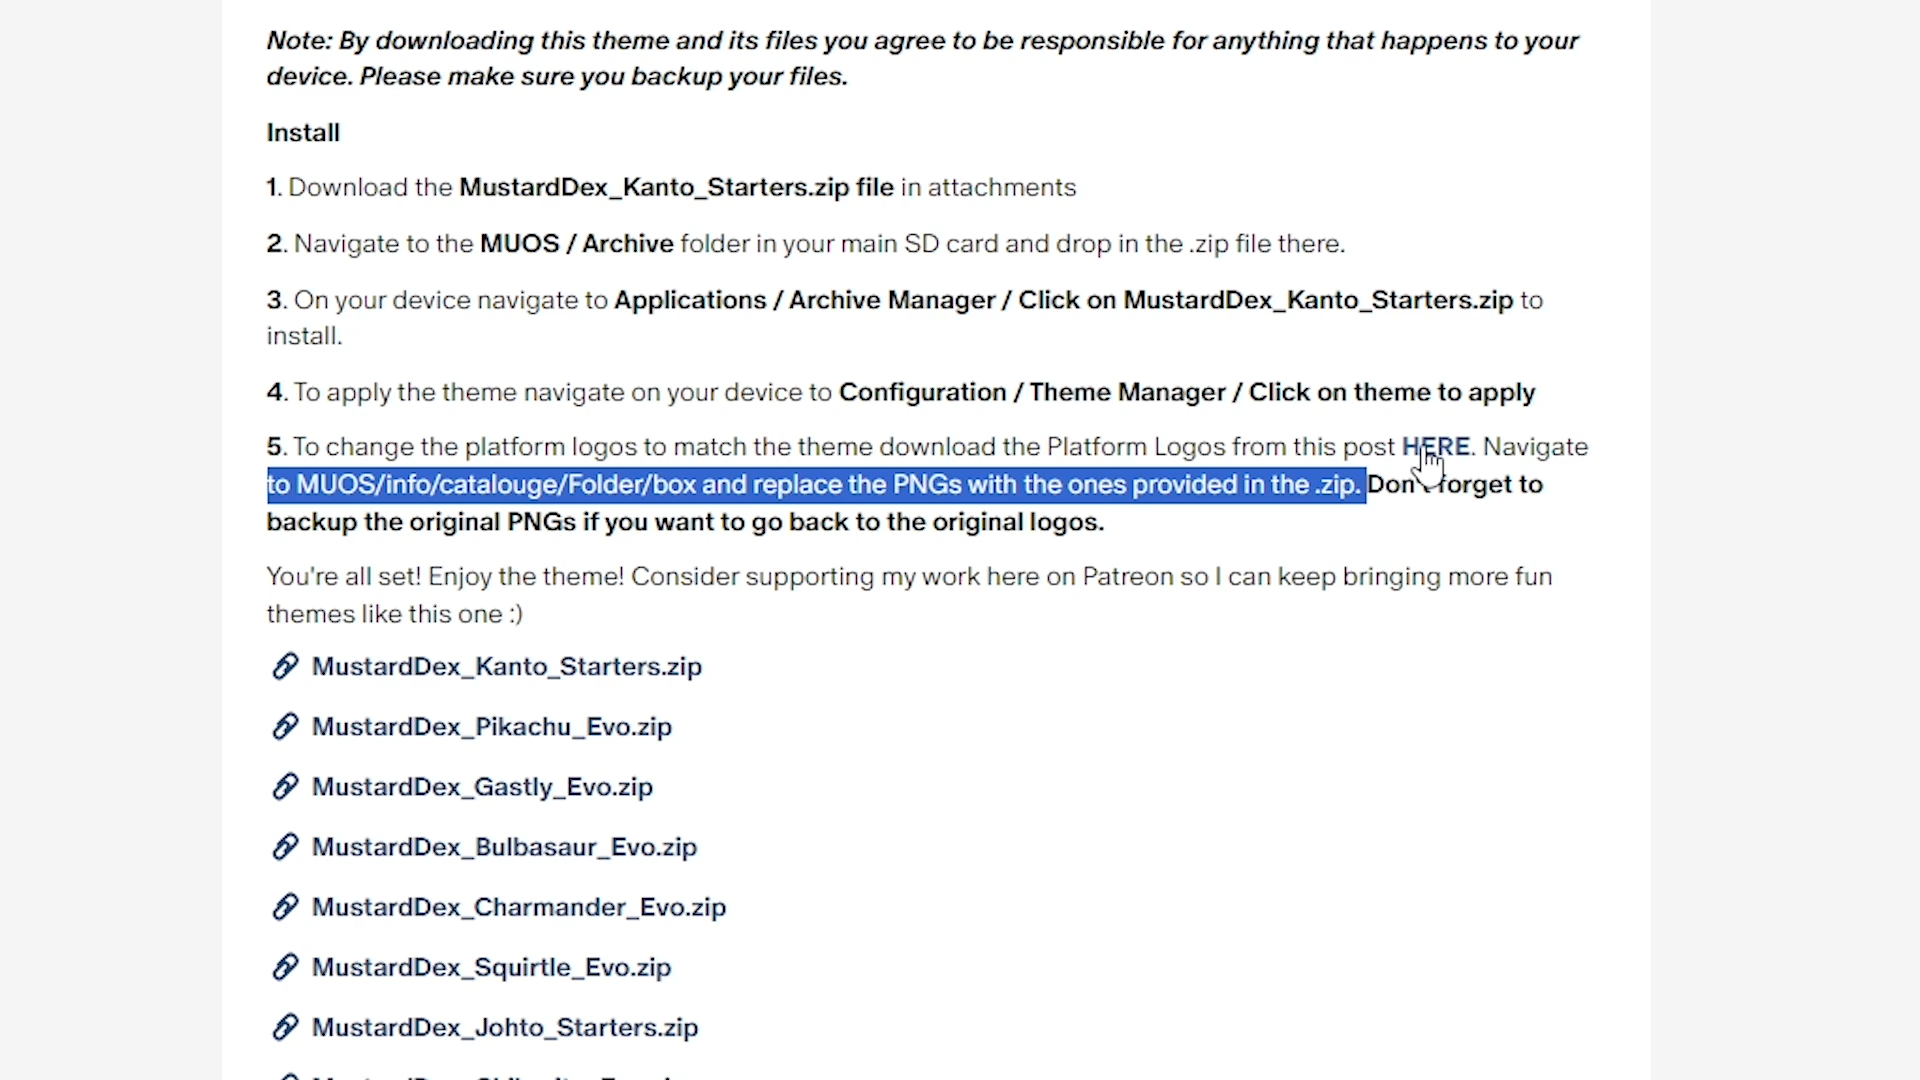 Note: By downloading this theme and its files you agree to be responsible for anything that happens to your
device. Please make sure you backup your files.
Install
1. Download the MustardDex_Kanto_Starters.zip file in attachments
2. Navigate to the MUOS / Archive folder in your main SD card and drop in the .zip file there.
3. On your device navigate to Applications / Archive Manager / Click on MustardDex_Kanto_Starters.zip to
install.
4. To apply the theme navigate on your device to Configuration / Theme Manager / Click on theme to apply
5. To change the platform logos to match the theme download the Platform Logos from this post HERE. Navigate
to MUOS/info/catalouge/Folder/box and replace the PNGs with the ones provided in the .zip. Don't forget to
backup the original PNGs if you want to go back to the original logos.
You're all set! Enjoy the theme! Consider supporting my work here on Patreon so I can keep bringing more fun
themes like this one :)
MustardDex_Kanto_Starters.zip
MustardDex_Pikachu_Evo.zip
MustardDex_Gastly_Evo.zip
MustardDex_Bulbasaur_Evo.zip
MustardDex_Charmander_Evo.zip
MustardDex_Squirtle_Evo.zip
MustardDex_Johto_Starters.zip